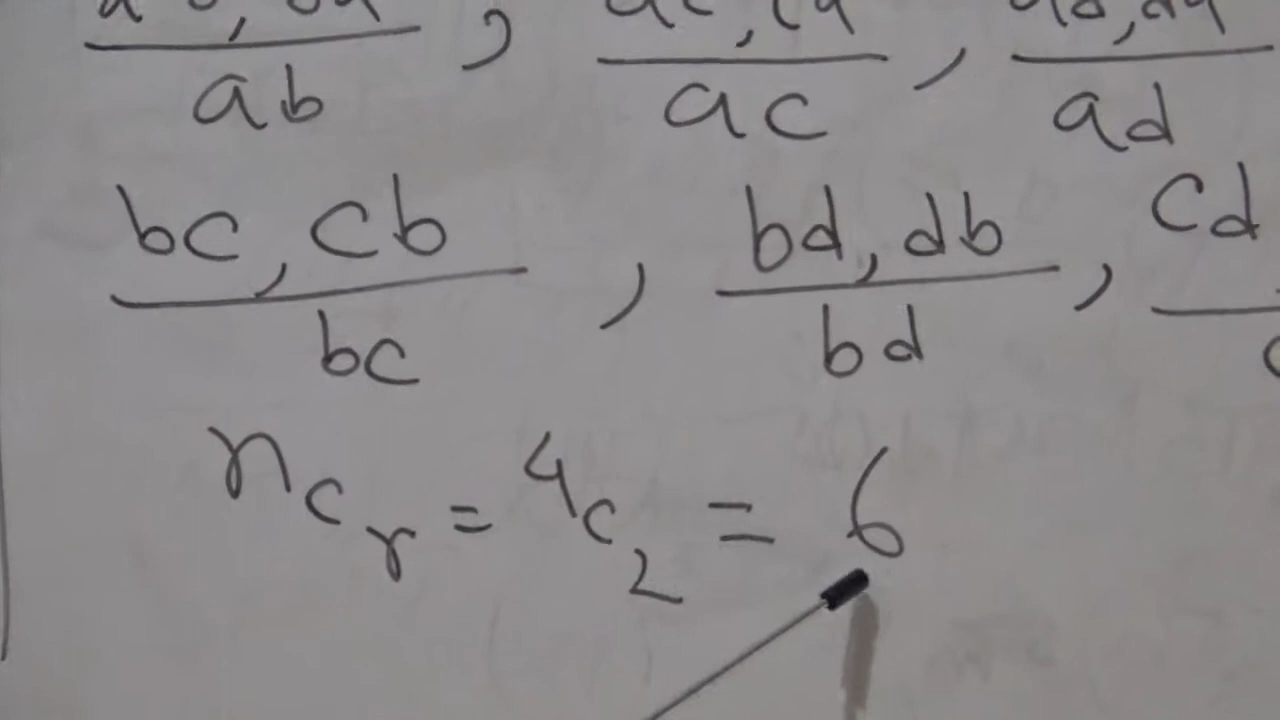 ab , ac , ad
bc, cb , bd, db , cd
bc bd
nCr = 4C2 = 6